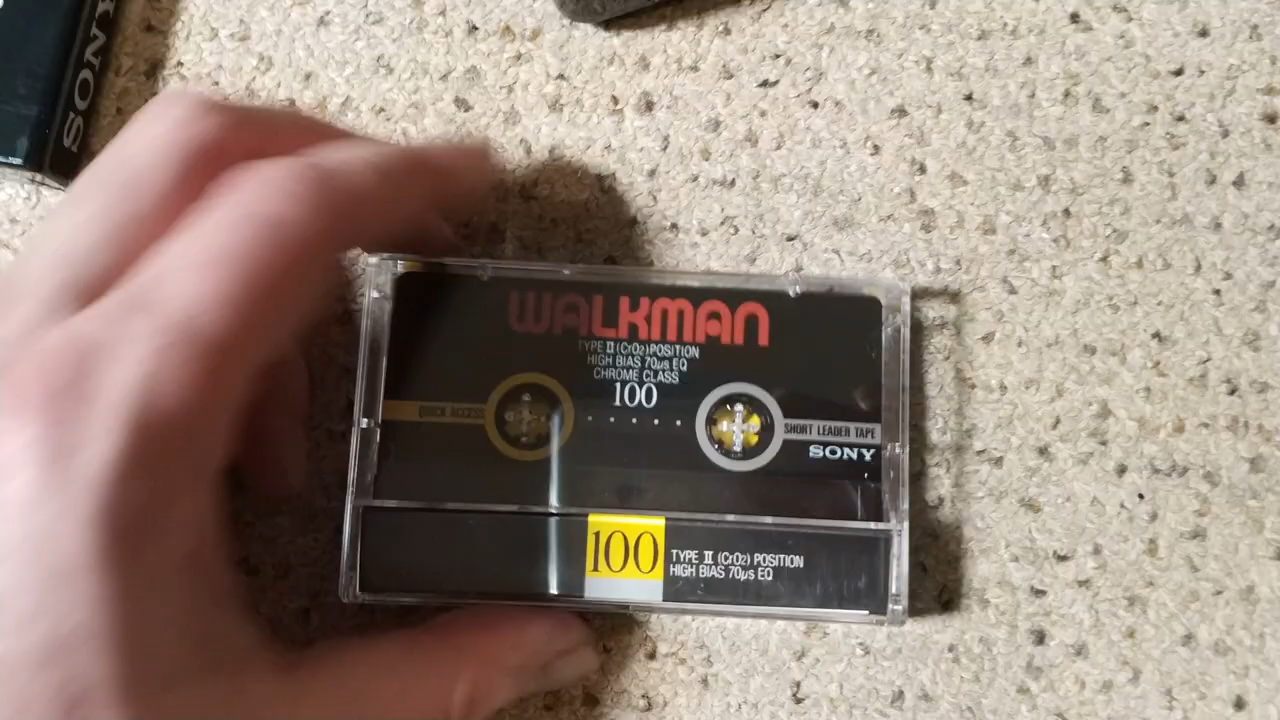 SONY
WALKMAN
TYPE II (CrO2) POSITION
HIGH BIAS 70μs EQ
CHROME CLASS
100
QUICK ACCESS
SHORT LEADER TAPE
SONY
100
TYPE II (CrO2) POSITION
HIGH BIAS 70μs EQ